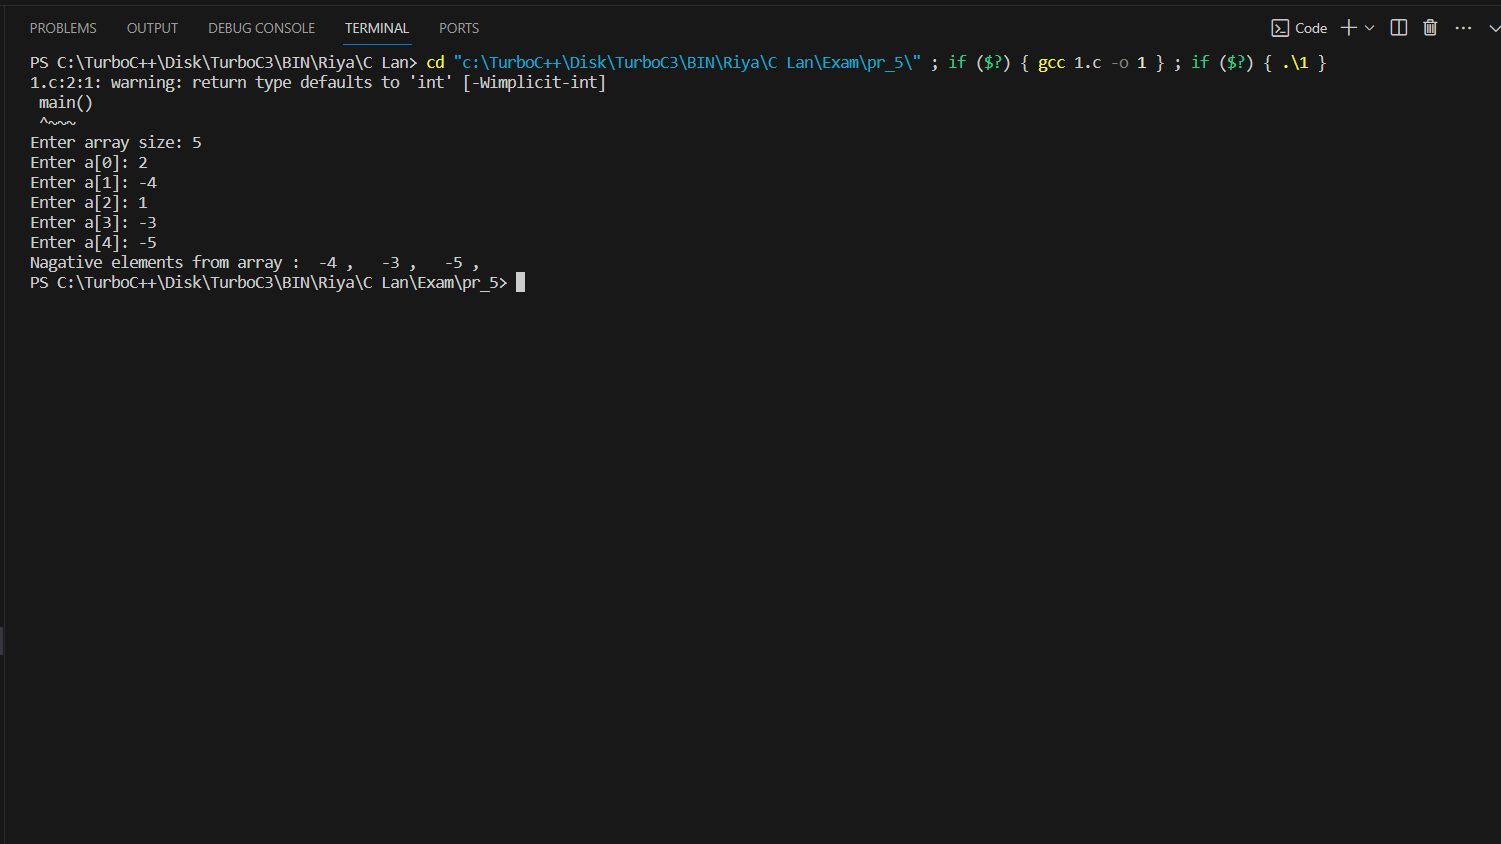 PROBLEMS OUTPUT DEBUG CONSOLE TERMINAL PORTS Code
PS C:\TurboC++\Disk\TurboC3\BIN\Riya\C Lan> cd "c:\TurboC++\Disk\TurboC3\BIN\Riya\C Lan\Exam\pr_5\" ; if ($?) { gcc 1.c -o 1 } ; if ($?) { .\1 }
1.c:2:1: warning: return type defaults to 'int' [-Wimplicit-int]
 main()
 ^~~~
Enter array size: 5
Enter a[0]: 2
Enter a[1]: -4
Enter a[2]: 1
Enter a[3]: -3
Enter a[4]: -5
Nagative elements from array :  -4 ,   -3 ,   -5 ,
PS C:\TurboC++\Disk\TurboC3\BIN\Riya\C Lan\Exam\pr_5>